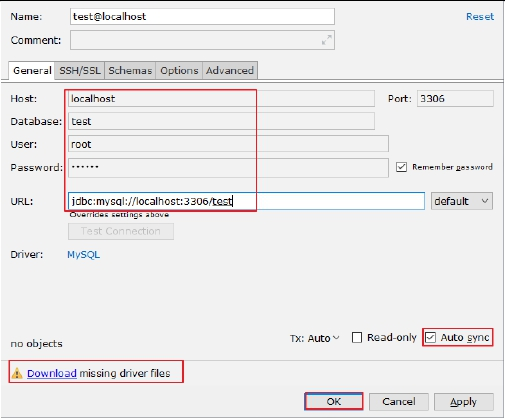 Name: test@localhost Reset
Comment:
General SSH/SSL Schemas Options Advanced
Host: localhost Port: 3306
Database: test
User: root
Password: •••••• Remember password
URL: jdbc:mysql://localhost:3306/test default
Overrides settings above
Test Connection
Driver: MySQL
no objects Tx: Auto Read-only Auto sync
Download missing driver files
OK Cancel Apply